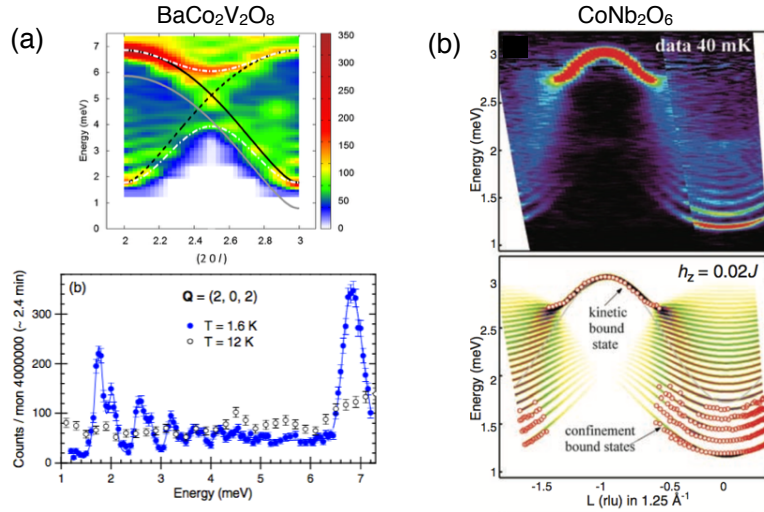 BaCo₂V₂O₈
CoNb₂O₆
(a)
7
6
5
4
3
2
1
0
Energy (meV)
2 2.2 2.4 2.6 2.8 3
(2 0 l)
350
300
250
200
150
100
50
0
(b)
Q = (2, 0, 2)
T = 1.6 K
T = 12 K
300
200
100
0
Counts / mon 4000000 (~ 2.4 min)
1 2 3 4 5 6 7
Energy (meV)
(b)
data 40 mK
3
2.5
2
1.5
1
Energy (meV)
h_z = 0.02J
kinetic
bound
state
confinement
bound states
3
2.5
2
1.5
1
Energy (meV)
-1.5 -1 -0.5 0
L (rlu) in 1.25 Å⁻¹